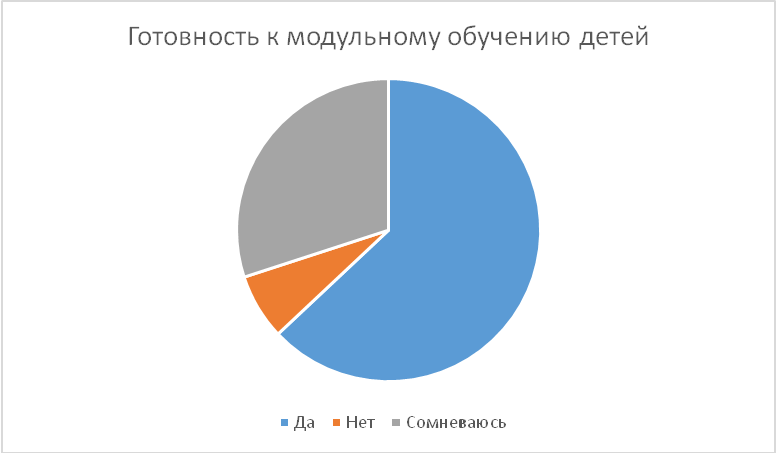 Готовность к модульному обучению детей
Да Нет Сомневаюсь